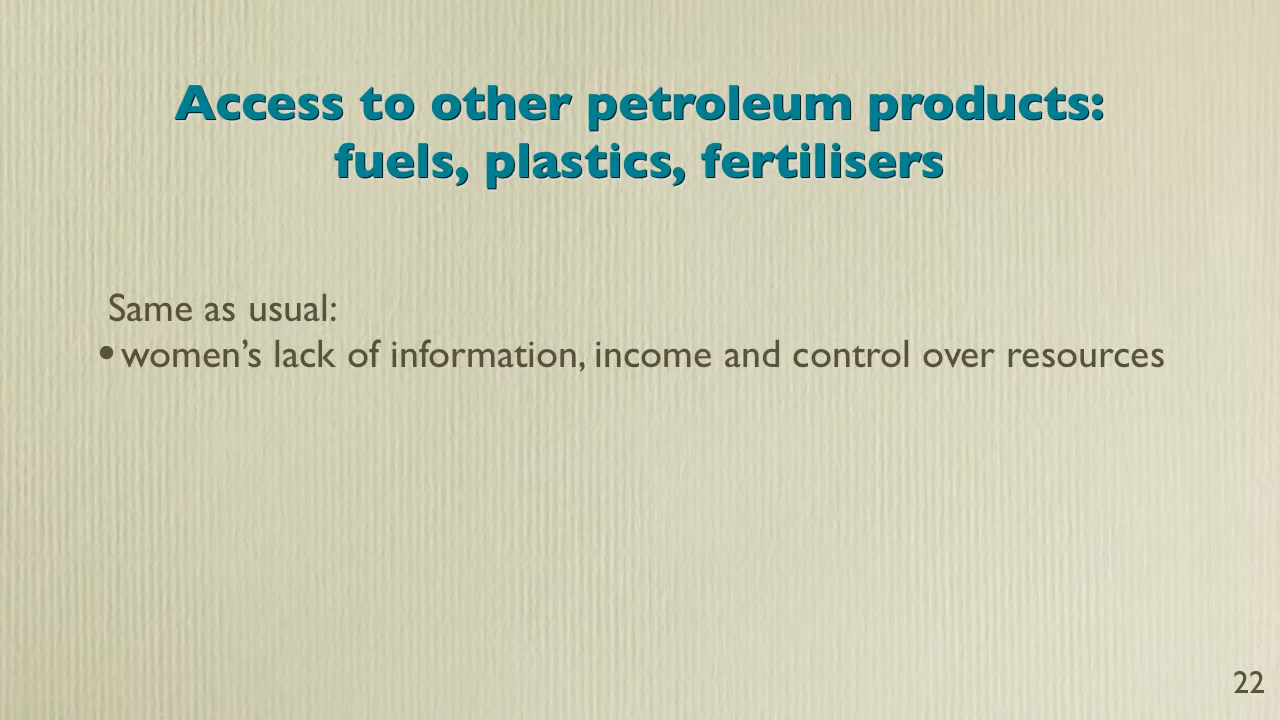 Access to other petroleum products:
fuels, plastics, fertilisers
Same as usual:
•women’s lack of information, income and control over resources
22